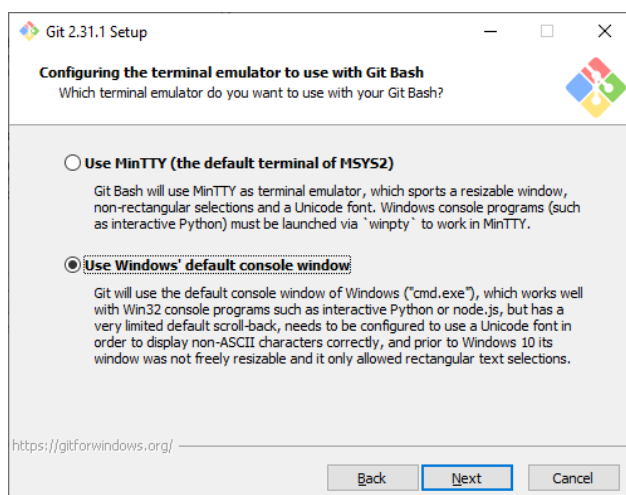 Git 2.31.1 Setup
Configuring the terminal emulator to use with Git Bash
Which terminal emulator do you want to use with your Git Bash?
Use MinTTY (the default terminal of MSYS2)
Git Bash will use MinTTY as terminal emulator, which sports a resizable window,
non-rectangular selections and a Unicode font. Windows console programs (such
as interactive Python) must be launched via `winpty` to work in MinTTY.
Use Windows' default console window
Git will use the default console window of Windows ("cmd.exe"), which works well
with Win32 console programs such as interactive Python or node.js, but has a
very limited default scroll-back, needs to be configured to use a Unicode font in
order to display non-ASCII characters correctly, and prior to Windows 10 its
window was not freely resizable and it only allowed rectangular text selections.
https://gitforwindows.org/
Back Next Cancel